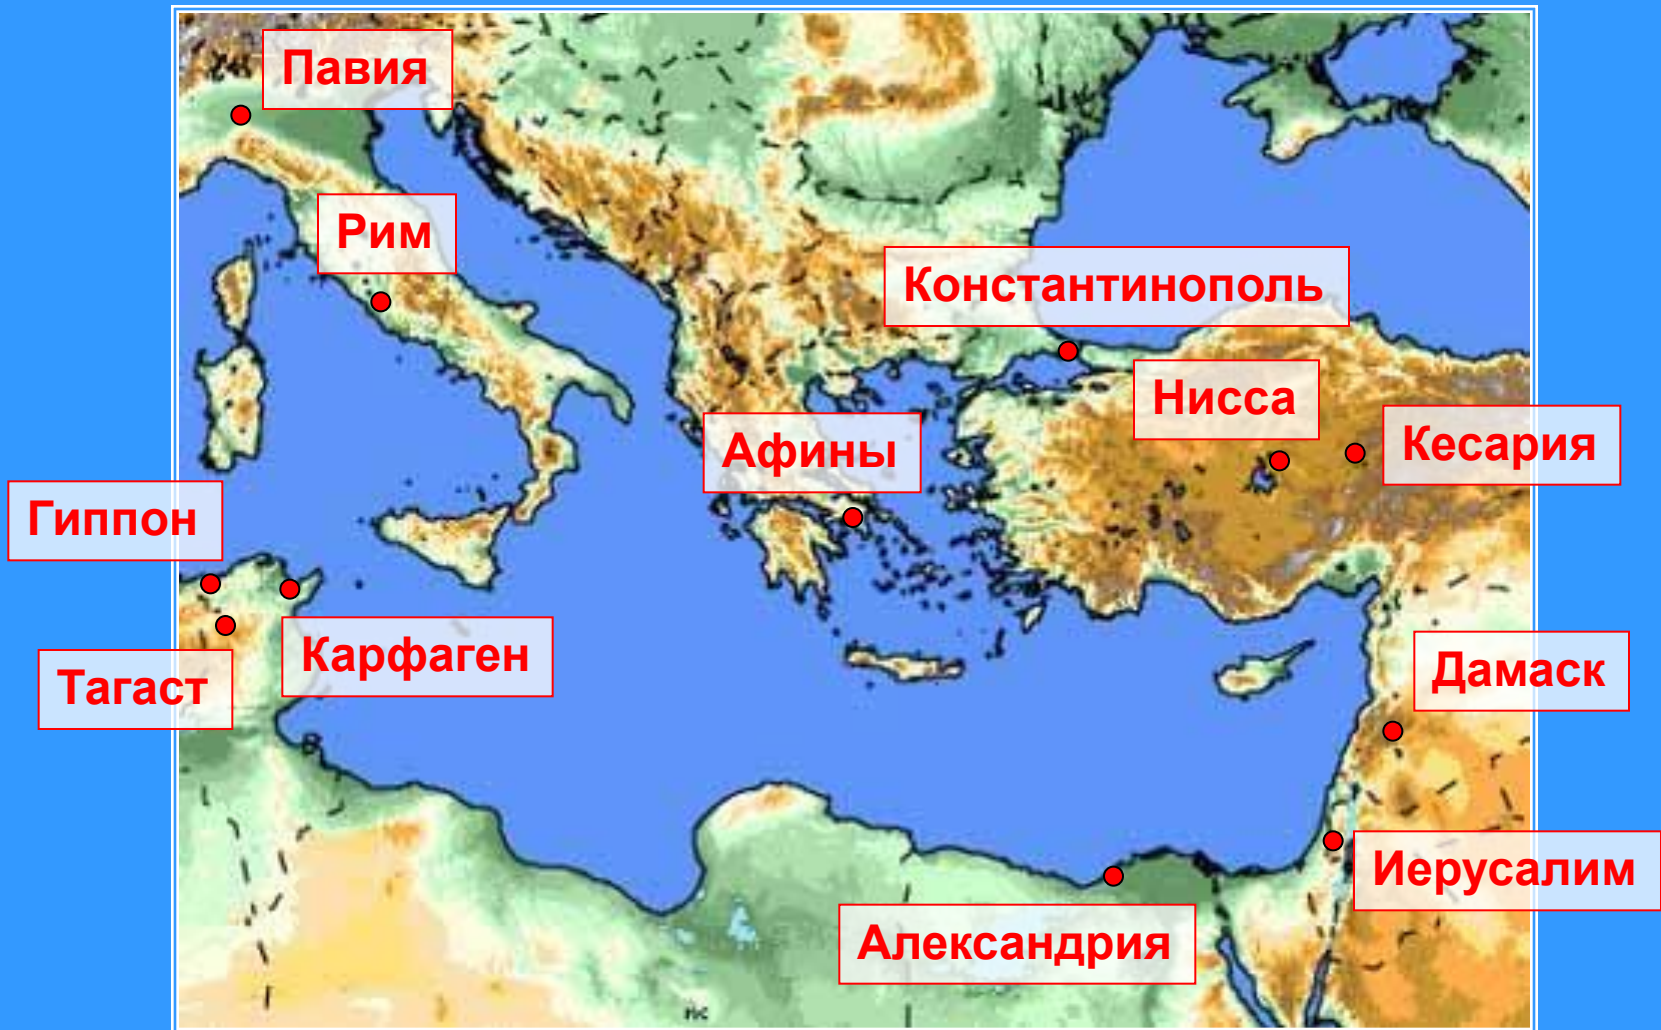 Павия
Рим
Константинополь
Нисса
Кесария
Афины
Гиппон
Карфаген
Тагаст
Дамаск
Иерусалим
Александрия